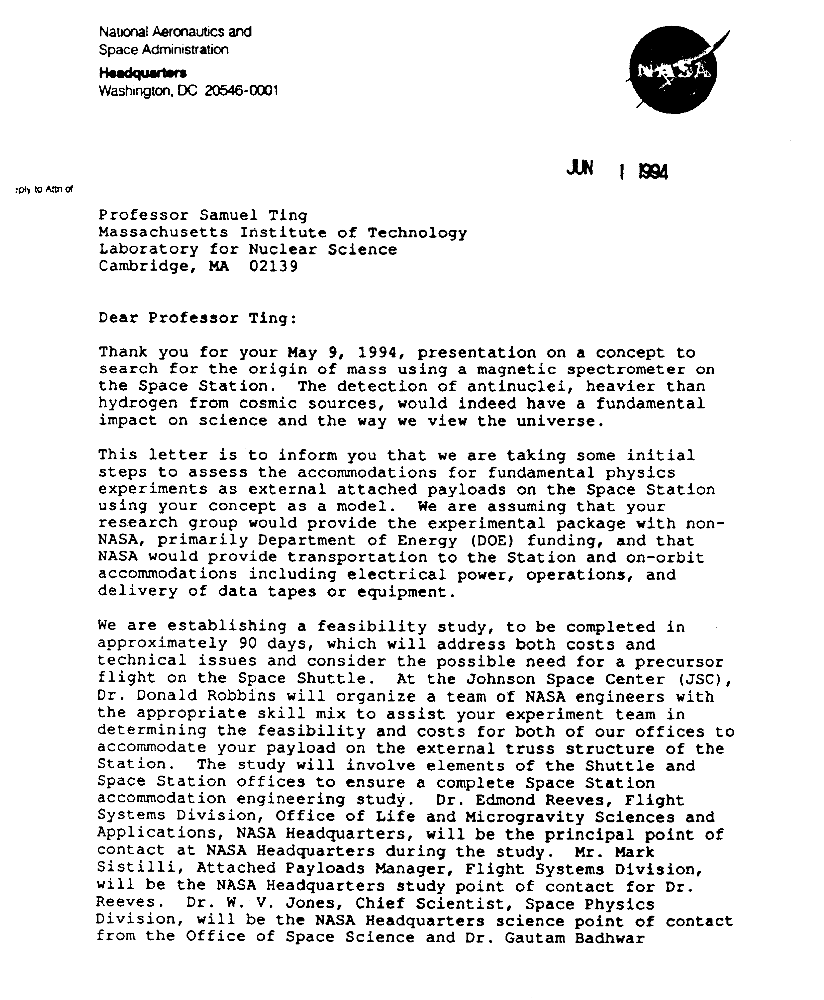 National Aeronautics and
Space Administration
Headquarters
Washington, DC 20546-0001
NASA
JUN 1 1994
eply to Attn of
Professor Samuel Ting
Massachusetts Institute of Technology
Laboratory for Nuclear Science
Cambridge, MA 02139
Dear Professor Ting:
Thank you for your May 9, 1994, presentation on a concept to
search for the origin of mass using a magnetic spectrometer on
the Space Station. The detection of antinuclei, heavier than
hydrogen from cosmic sources, would indeed have a fundamental
impact on science and the way we view the universe.
This letter is to inform you that we are taking some initial
steps to assess the accommodations for fundamental physics
experiments as external attached payloads on the Space Station
using your concept as a model. We are assuming that your
research group would provide the experimental package with non-
NASA, primarily Department of Energy (DOE) funding, and that
NASA would provide transportation to the Station and on-orbit
accommodations including electrical power, operations, and
delivery of data tapes or equipment.
We are establishing a feasibility study, to be completed in
approximately 90 days, which will address both costs and
technical issues and consider the possible need for a precursor
flight on the Space Shuttle. At the Johnson Space Center (JSC),
Dr. Donald Robbins will organize a team of NASA engineers with
the appropriate skill mix to assist your experiment team in
determining the feasibility and costs for both of our offices to
accommodate your payload on the external truss structure of the
Station. The study will involve elements of the Shuttle and
Space Station offices to ensure a complete Space Station
accommodation engineering study. Dr. Edmond Reeves, Flight
Systems Division, Office of Life and Microgravity Sciences and
Applications, NASA Headquarters, will be the principal point of
contact at NASA Headquarters during the study. Mr. Mark
Sistilli, Attached Payloads Manager, Flight Systems Division,
will be the NASA Headquarters study point of contact for Dr.
Reeves. Dr. W. V. Jones, Chief Scientist, Space Physics
Division, will be the NASA Headquarters science point of contact
from the Office of Space Science and Dr. Gautam Badhwar